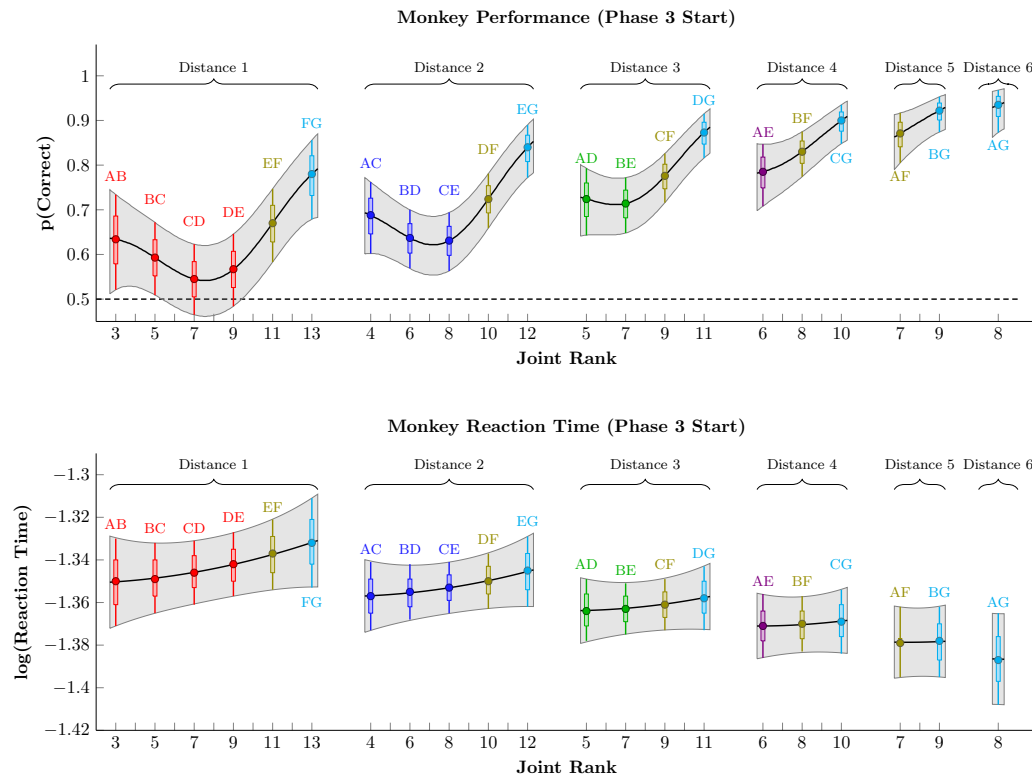 Monkey Performance (Phase 3 Start)
p(Correct)
Distance 1 Distance 2 Distance 3 Distance 4 Distance 5 Distance 6
1
0.9
0.8
0.7
0.6
0.5
AB BC CD DE EF FG
AC BD CE DF EG
AD BE CF DG
AE BF CG
AF BG
AG
3 5 7 9 11 13 4 6 8 10 12 5 7 9 11 6 8 10 7 9 8
Joint Rank
Monkey Reaction Time (Phase 3 Start)
log(Reaction Time)
Distance 1 Distance 2 Distance 3 Distance 4 Distance 5 Distance 6
−1.3
−1.32
−1.34
−1.36
−1.38
−1.4
−1.42
AB BC CD DE EF FG
AC BD CE DF EG
AD BE CF DG
AE BF CG
AF BG
AG
3 5 7 9 11 13 4 6 8 10 12 5 7 9 11 6 8 10 7 9 8
Joint Rank